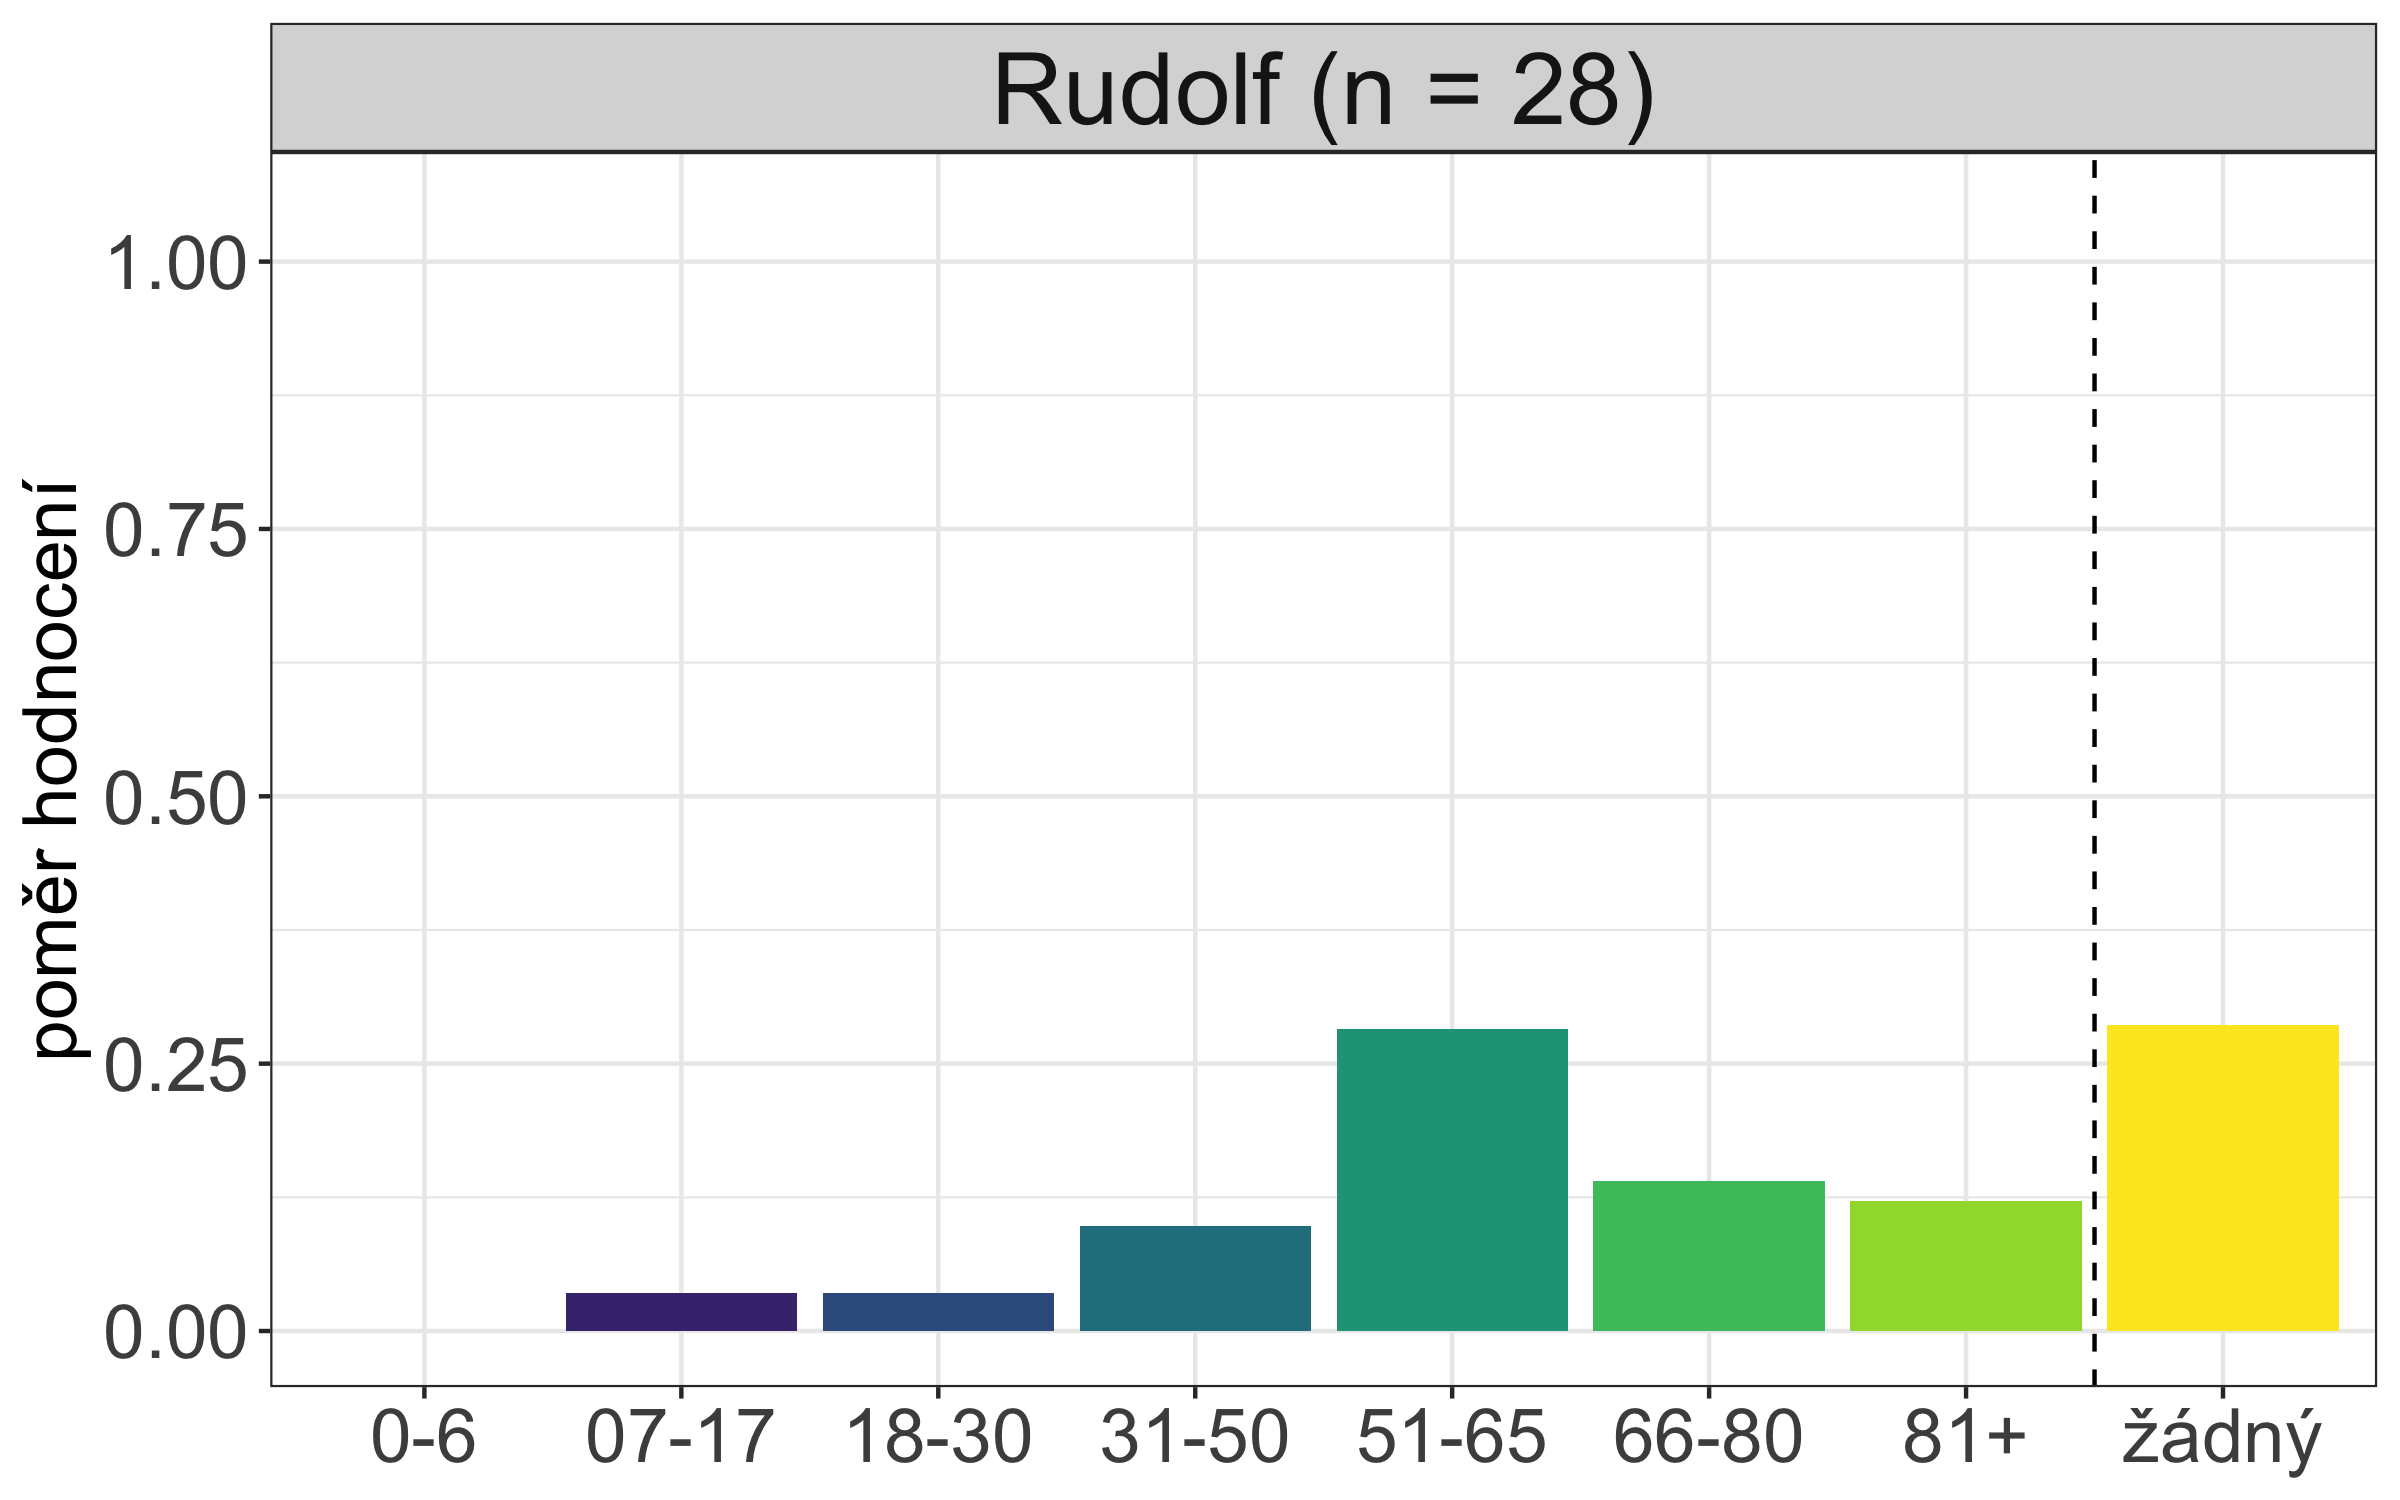 Rudolf (n = 28)
poměr hodnocení
1.00
0.75
0.50
0.25
0.00
0-6 07-17 18-30 31-50 51-65 66-80 81+ žádný